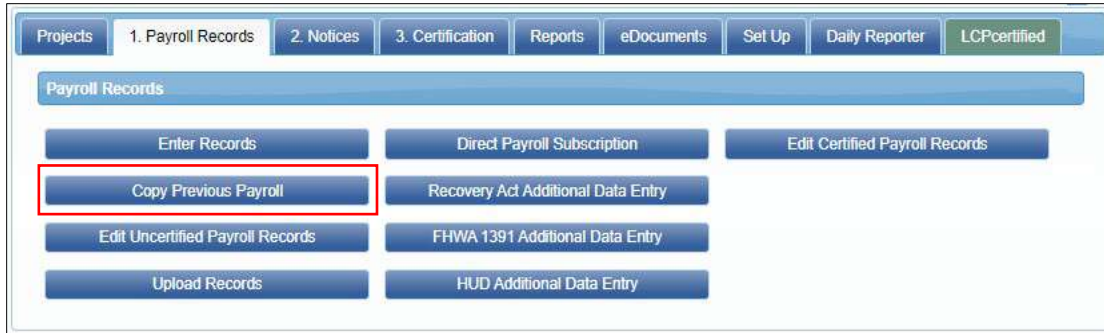 Projects 1. Payroll Records 2. Notices 3. Certification Reports eDocuments Set Up Daily Reporter LCPcertified
Payroll Records
Enter Records Direct Payroll Subscription Edit Certified Payroll Records
Copy Previous Payroll Recovery Act Additional Data Entry
Edit Uncertified Payroll Records FHWA 1391 Additional Data Entry
Upload Records HUD Additional Data Entry